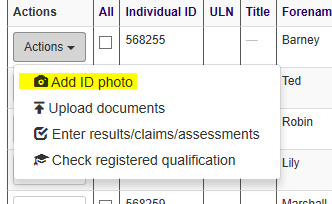 Actions All Individual ID ULN Title Forenam
Actions 568255 — Barney
Add ID photo Ted
Upload documents
Enter results/claims/assessments Robin
Check registered qualification Lily
568259 Marshall